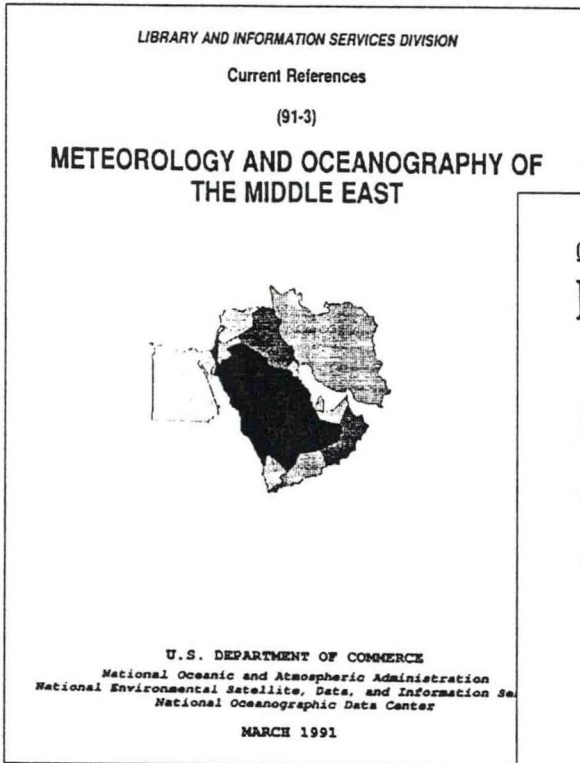 LIBRARY AND INFORMATION SERVICES DIVISION
Current References
(91-3)
METEOROLOGY AND OCEANOGRAPHY OF
THE MIDDLE EAST
U.S. DEPARTMENT OF COMMERCE
National Oceanic and Atmospheric Administration
National Environmental Satellite, Data, and Information Se
National Oceanographic Data Center
MARCH 1991